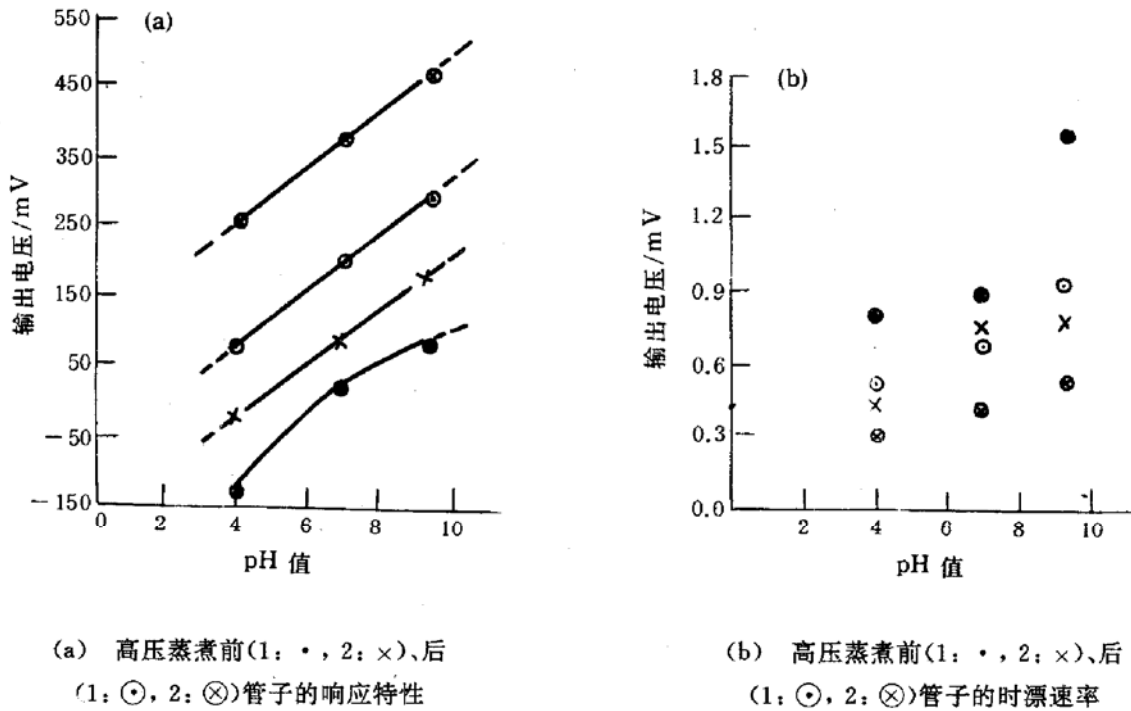 (a)
550
450
350
250
150
50
-50
-150
0 2 4 6 8 10
输出电压/mV
pH 值
(b)
1.8
1.5
1.2
0.9
0.6
0.3
0.0
2 4 6 8 10
输出电压/mV
pH 值
(a) 高压蒸煮前(1: •, 2: ×)、后
(1: ⊙, 2: ⊗)管子的响应特性
(b) 高压蒸煮前(1: •, 2: ×)、后
(1: ⊙, 2: ⊗)管子的时漂速率